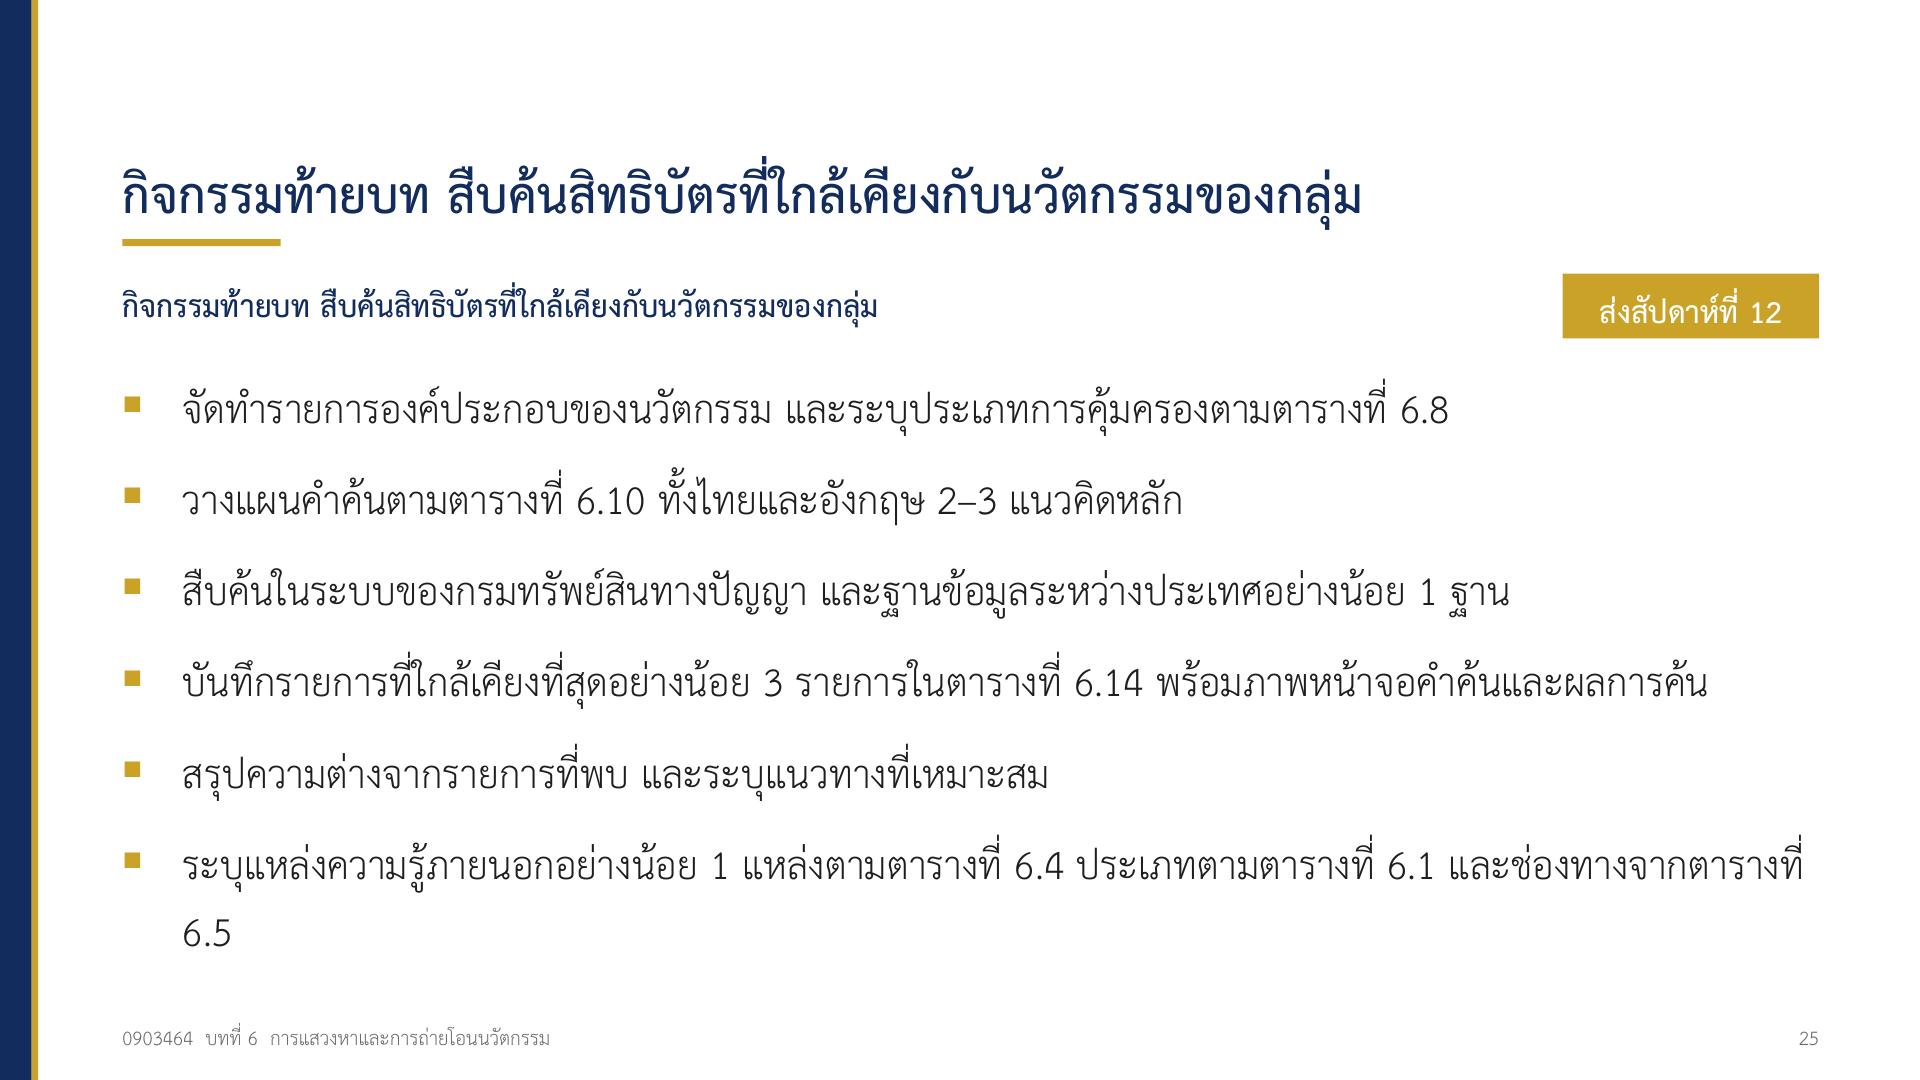 กิจกรรมท้ายบท สืบค้นสิทธิบัตรที่ใกล้เคียงกับนวัตกรรมของกลุ่ม
กิจกรรมท้ายบท สืบค้นสิทธิบัตรที่ใกล้เคียงกับนวัตกรรมของกลุ่ม
ส่งสัปดาห์ที่ 12
▪ จัดทำรายการองค์ประกอบของนวัตกรรม และระบุประเภทการคุ้มครองตามตารางที่ 6.8
▪ วางแผนคำค้นตามตารางที่ 6.10 ทั้งไทยและอังกฤษ 2–3 แนวคิดหลัก
▪ สืบค้นในระบบของกรมทรัพย์สินทางปัญญา และฐานข้อมูลระหว่างประเทศอย่างน้อย 1 ฐาน
▪ บันทึกรายการที่ใกล้เคียงที่สุดอย่างน้อย 3 รายการในตารางที่ 6.14 พร้อมภาพหน้าจอคำค้นและผลการค้น
▪ สรุปความต่างจากรายการที่พบ และระบุแนวทางที่เหมาะสม
▪ ระบุแหล่งความรู้ภายนอกอย่างน้อย 1 แหล่งตามตารางที่ 6.4 ประเภทตามตารางที่ 6.1 และช่องทางจากตารางที่
6.5
0903464 บทที่ 6 การแสวงหาและการถ่ายโอนนวัตกรรม
25